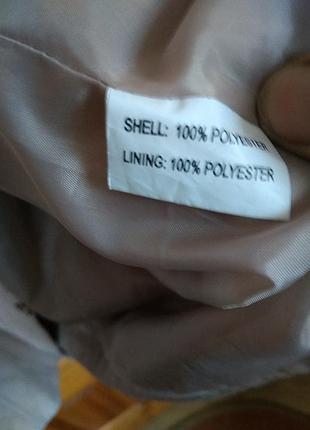 SHELL: 100% POLYESTER
LINING: 100% POLYESTER